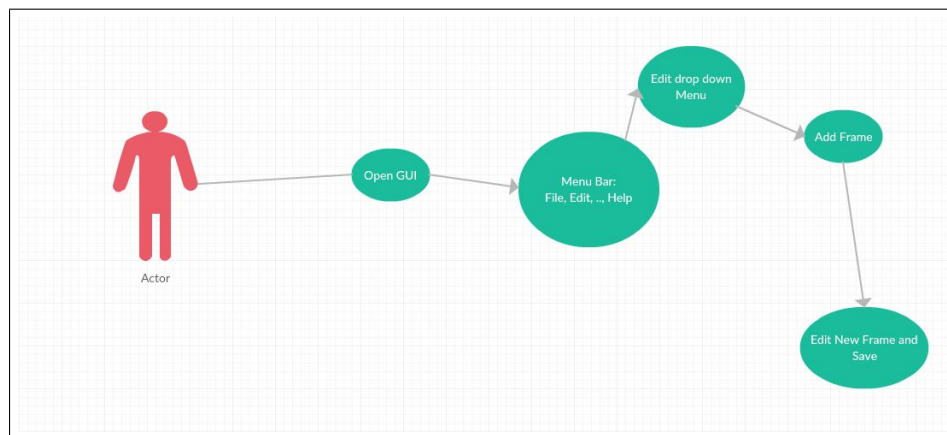 Edit drop down
Menu
Add Frame
Open GUI
Menu Bar:
File, Edit, .., Help
Actor
Edit New Frame and
Save